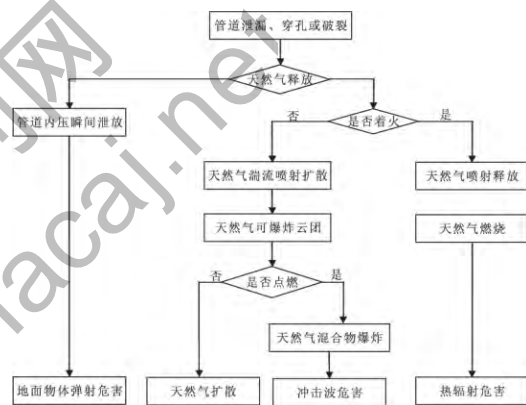 管道泄漏、穿孔或破裂
天然气释放
管道内压瞬间泄放
否
是否着火
是
天然气湍流喷射扩散
天然气喷射释放
天然气可爆炸云团
天然气燃烧
否
是否点燃
是
天然气混合物爆炸
地面物体弹射危害
天然气扩散
冲击波危害
热辐射危害
网
nacaj.net